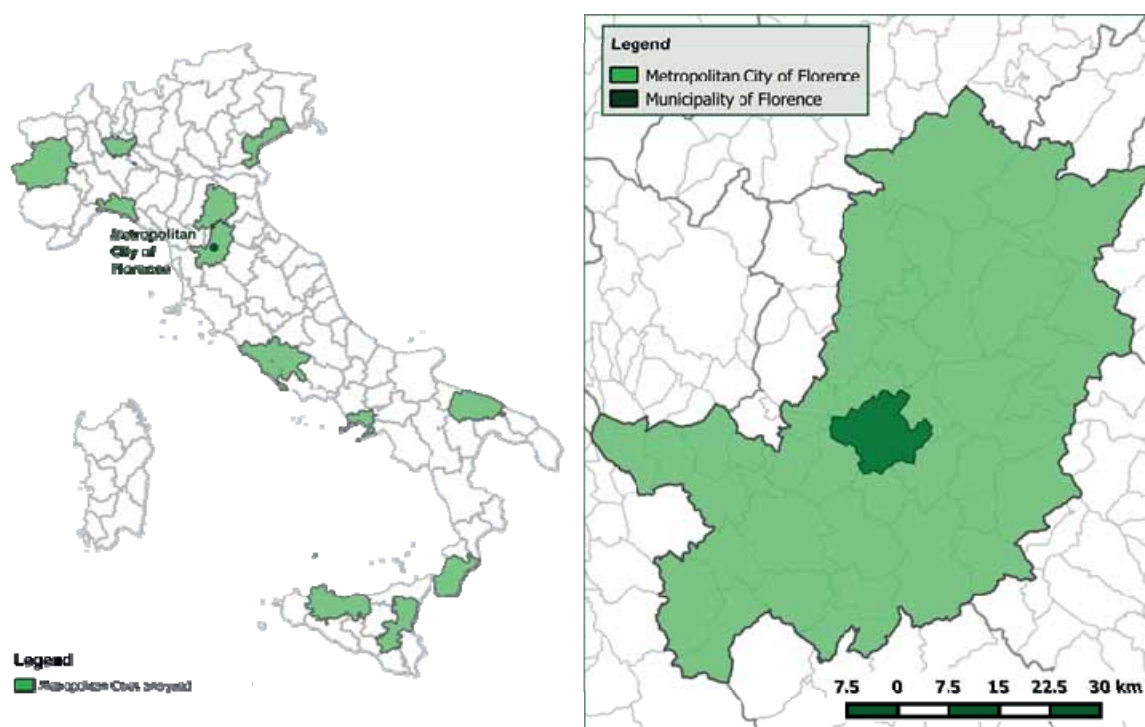 Metropolitan
City of
Florence
Legend
Metropolitan
Legend
Metropolitan City of Florence
Municipality of Florence
7.5 0 7.5 15 22.5 30 km